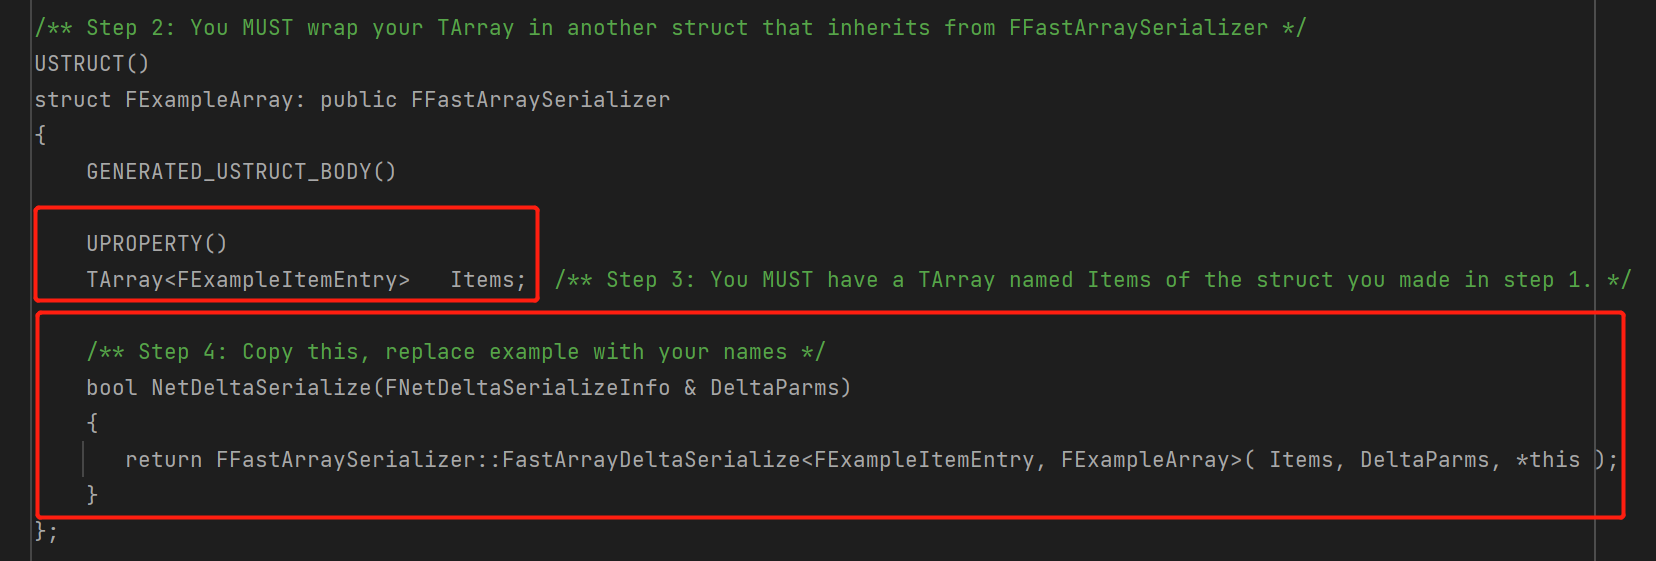 /** Step 2: You MUST wrap your TArray in another struct that inherits from FFastArraySerializer */
USTRUCT()
struct FExampleArray: public FFastArraySerializer
{
    GENERATED_USTRUCT_BODY()

    UPROPERTY()
    TArray<FExampleItemEntry>   Items;  /** Step 3: You MUST have a TArray named Items of the struct you made in step 1. */

    /** Step 4: Copy this, replace example with your names */
    bool NetDeltaSerialize(FNetDeltaSerializeInfo & DeltaParms)
    {
       return FFastArraySerializer::FastArrayDeltaSerialize<FExampleItemEntry, FExampleArray>( Items, DeltaParms, *this );
    }
};